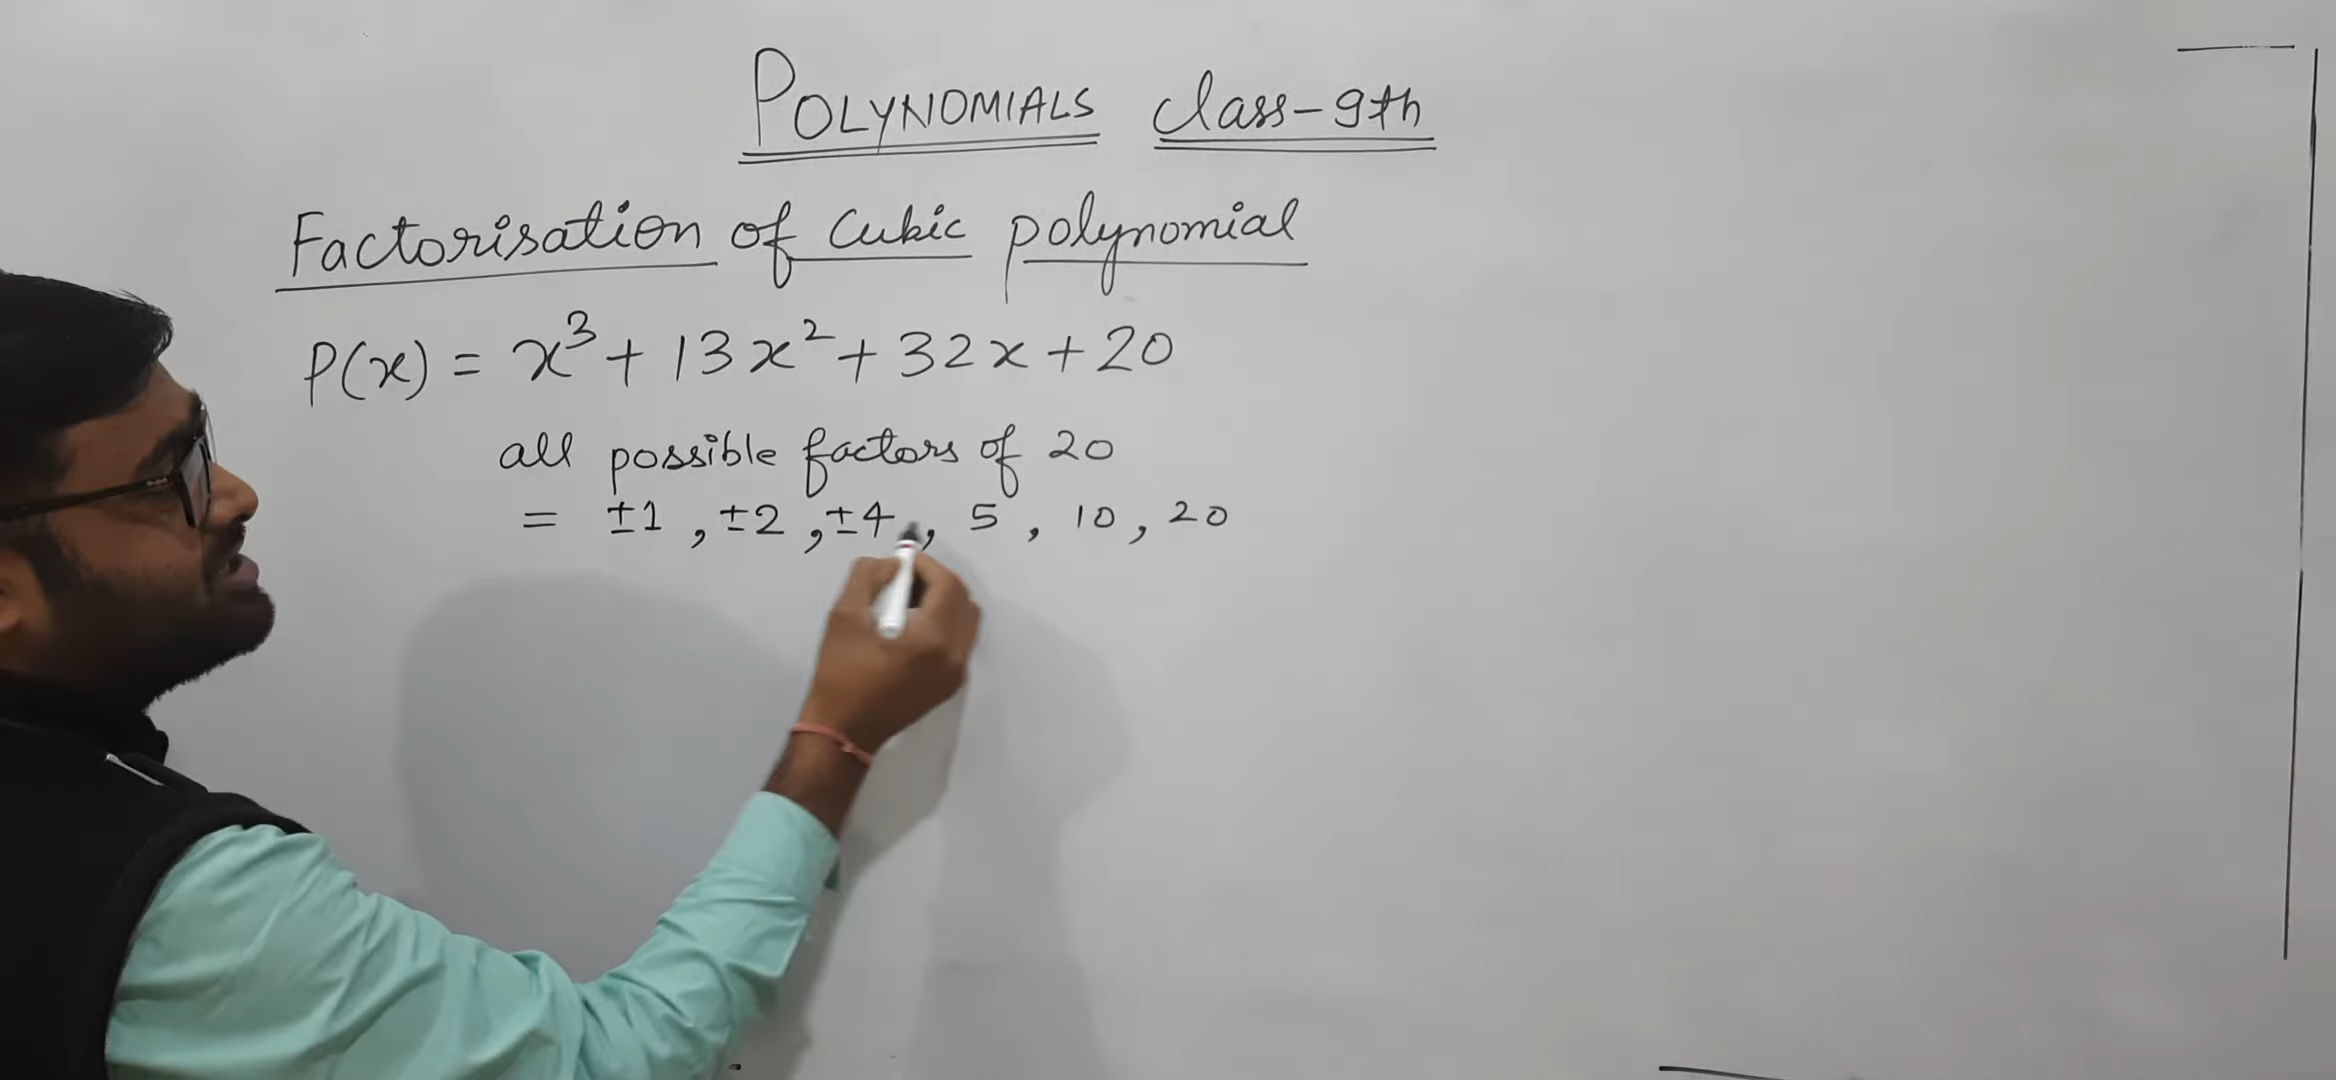 POLYNOMIALS class-9th
Factorisation of Cubic polynomial
P(x) = x³ + 13x² + 32x + 20
all possible factors of 20
= ±1 , ±2 , ±4 , 5 , 10 , 20